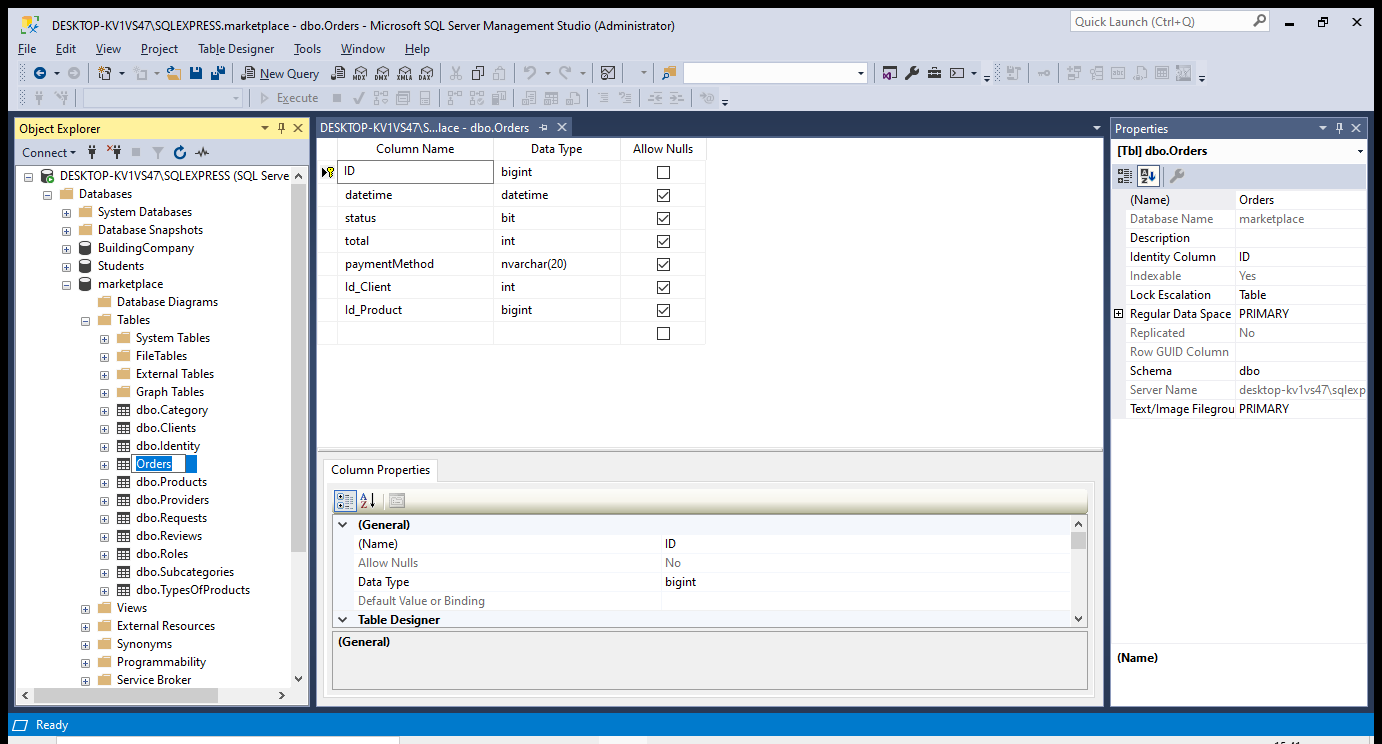 DESKTOP-KV1VS47\SQLEXPRESS.marketplace - dbo.Orders - Microsoft SQL Server Management Studio (Administrator)
Quick Launch (Ctrl+Q)
File Edit View Project Table Designer Tools Window Help
New Query MDX DMX XMLA DAX
Execute
Object Explorer
Connect
DESKTOP-KV1VS47\SQLEXPRESS (SQL Serve
Databases
System Databases
Database Snapshots
BuildingCompany
Students
marketplace
Database Diagrams
Tables
System Tables
FileTables
External Tables
Graph Tables
dbo.Category
dbo.Clients
dbo.Identity
Orders
dbo.Products
dbo.Providers
dbo.Requests
dbo.Reviews
dbo.Roles
dbo.Subcategories
dbo.TypesOfProducts
Views
External Resources
Synonyms
Programmability
Service Broker
DESKTOP-KV1VS47\S...lace - dbo.Orders
Column Name Data Type Allow Nulls
ID bigint
datetime datetime
status bit
total int
paymentMethod nvarchar(20)
Id_Client int
Id_Product bigint
Column Properties
(General)
(Name) ID
Allow Nulls No
Data Type bigint
Default Value or Binding
Table Designer
(General)
Properties
[Tbl] dbo.Orders
(Name) Orders
Database Name marketplace
Description
Identity Column ID
Indexable Yes
Lock Escalation Table
Regular Data Space PRIMARY
Replicated No
Row GUID Column
Schema dbo
Server Name desktop-kv1vs47\sqlexp
Text/Image Filegrou PRIMARY
(Name)
Ready